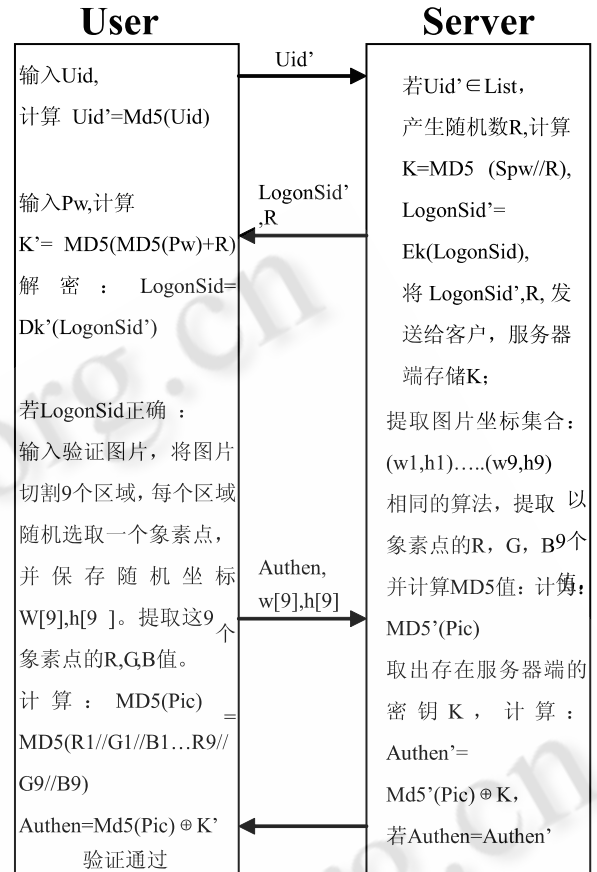 User
Server
输入Uid,
计算 Uid’=Md5(Uid)
输入Pw,计算
K’= MD5(MD5(Pw)+R)
解 密 : LogonSid=
Dk’(LogonSid’)
若LogonSid正确 :
输入验证图片，将图片
切割9个区域，每个区域
随机选取一个象素点，
并保存随机坐标
W[9],h[9 ]。提取这9
个
象素点的R,G,B值。
计 算 : MD5(Pic)
=
MD5(R1//G1//B1…R9//
G9//B9)
Authen=Md5(Pic)⊕K’
验证通过
Uid’
LogonSid’
,R
Authen,
w[9],h[9]
若Uid’∈List，
产生随机数R,计算
K=MD5 (Spw//R),
LogonSid’=
Ek(LogonSid),
将 LogonSid’,R, 发
送给客户，服务器
端存储K；
提取图片坐标集合：
(w1,h1)…..(w9,h9)
相同的算法，提取 以
象素点的R，G，B9个
并计算MD5值：计为： 值，
MD5’(Pic)
取出存在服务器端的
密钥K，计算：
Authen’=
Md5’(Pic)⊕K，
若Authen=Authen’
org.cn
org.cn